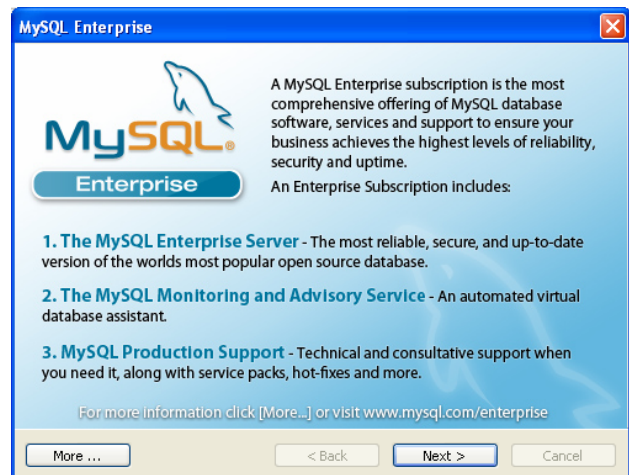 MySQL Enterprise
MySQL®
Enterprise
A MySQL Enterprise subscription is the most
comprehensive offering of MySQL database
software, services and support to ensure your
business achieves the highest levels of reliability,
security and uptime.
An Enterprise Subscription includes:
1. The MySQL Enterprise Server - The most reliable, secure, and up-to-date
version of the worlds most popular open source database.
2. The MySQL Monitoring and Advisory Service - An automated virtual
database assistant.
3. MySQL Production Support - Technical and consultative support when
you need it, along with service packs, hot-fixes and more.
For more information click [More...] or visit www.mysql.com/enterprise
More ...
< Back
Next >
Cancel